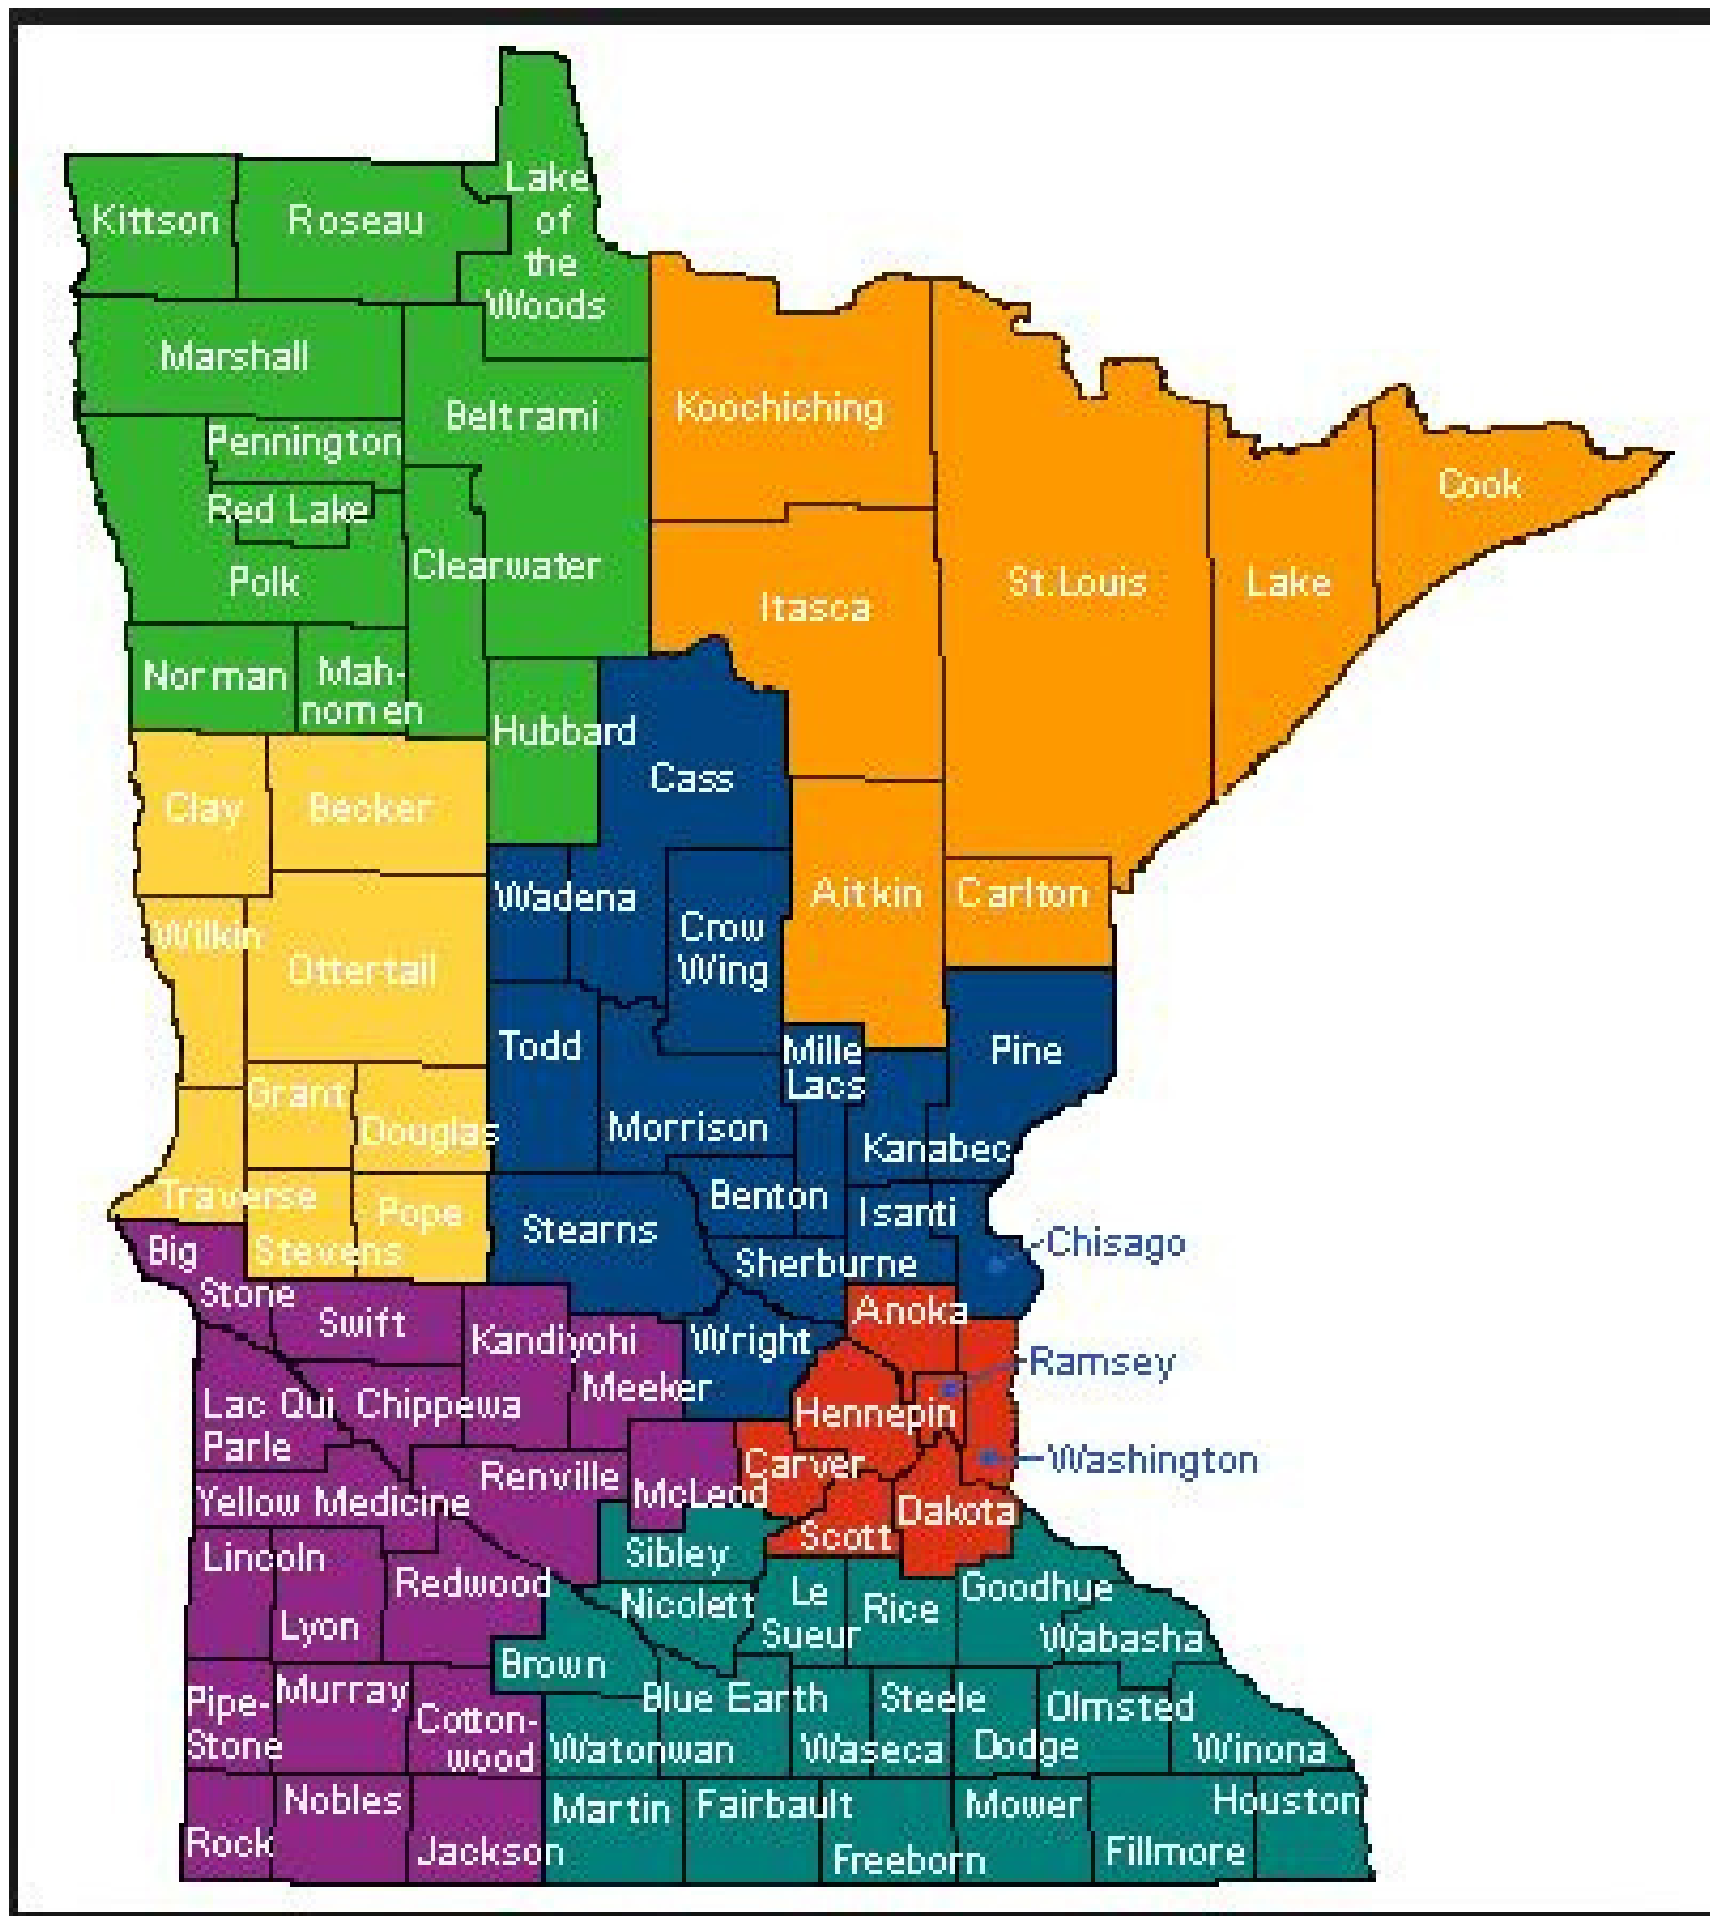 Lake
of
the
Woods
Kittson
Roseau
Marshall
Beltrami
Koochiching
Pennington
Red Lake
Cook
Clearwater
Polk
St.Louis
Lake
Itasca
Norman
Mah-
nomen
Hubbard
Cass
Clay
Becker
Wadena
Aitkin
Carlton
Wilkin
Crow
Wing
Ottertail
Todd
Mille
Lacs
Pine
Grant
Douglas
Morrison
Kanabec
Traverse
Pope
Benton
Isanti
Stearns
Big
Stone
Stevens
Sherburne
Chisago
Swift
Anoka
Kandiyohi
Wright
Ramsey
Meeker
Lac Qui
Parle
Chippewa
Hennepin
Carver
Washington
Renville
McLeod
Yellow Medicine
Dakota
Scott
Lincoln
Sibley
Redwood
Nicolett
Le
Sueur
Rice
Goodhue
Lyon
Wabasha
Brown
Pipe-
Stone
Murray
Cotton-
wood
Blue Earth
Steele
Olmsted
Watonwan
Waseca
Dodge
Winona
Nobles
Martin
Fairbault
Mower
Houston
Rock
Jackson
Freeborn
Fillmore